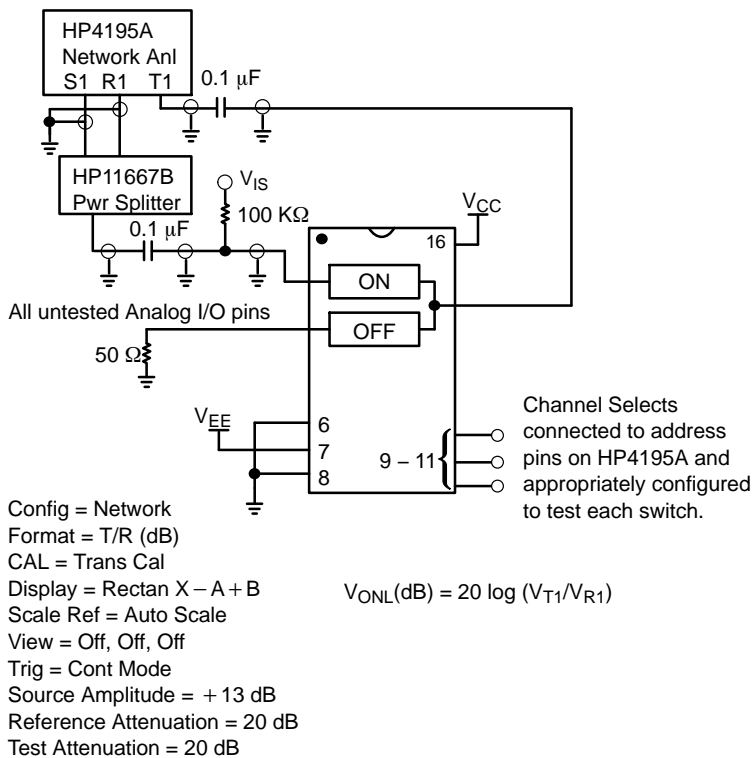 HP4195A
Network Anl
S1 R1 T1
0.1 μF
HP11667B
Pwr Splitter
V_IS
100 KΩ
0.1 μF
V_CC
16
ON
OFF
All untested Analog I/O pins
50 Ω
V_EE
6
7
8
9 – 11
Channel Selects
connected to address
pins on HP4195A and
appropriately configured
to test each switch.
Config = Network
Format = T/R (dB)
CAL = Trans Cal
Display = Rectan X – A + B
Scale Ref = Auto Scale
View = Off, Off, Off
Trig = Cont Mode
Source Amplitude = + 13 dB
Reference Attenuation = 20 dB
Test Attenuation = 20 dB
V_ONL(dB) = 20 log (V_T1/V_R1)